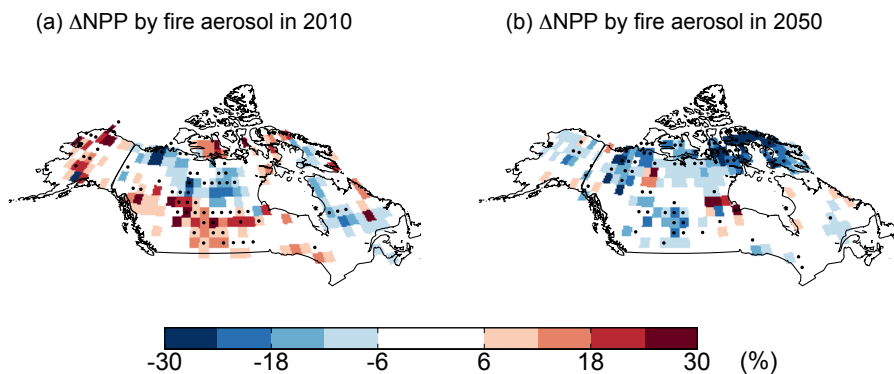 (a) ΔNPP by fire aerosol in 2010
(b) ΔNPP by fire aerosol in 2050
-30 -18 -6 6 18 30 (%)